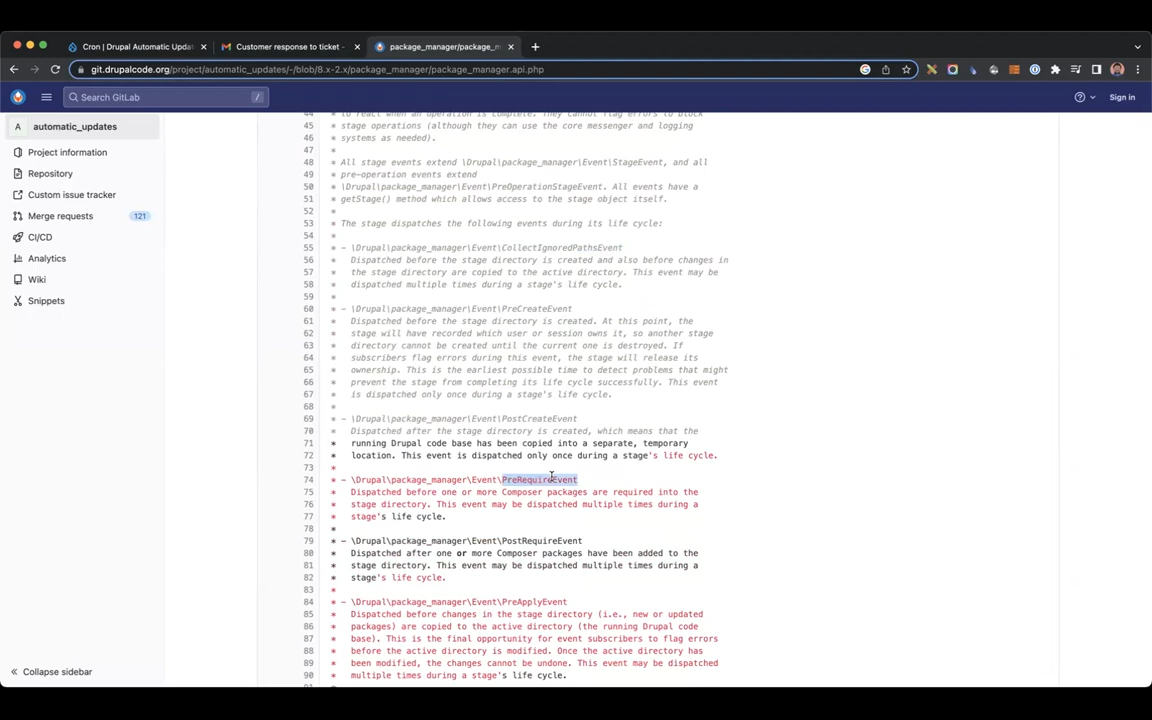 Cron | Drupal Automatic Upda
Customer response to ticket -
package_manager/package_m
git.drupalcode.org/project/automatic_updates/-/blob/8.x-2.x/package_manager/package_manager.api.php
Search GitLab
/
Sign in
A automatic_updates
Project information
Repository
Custom issue tracker
Merge requests 121
CI/CD
Analytics
Wiki
Snippets
Collapse sidebar
44 * to react when an operation is complete. They cannot flag errors to block
45 * stage operations (although they can use the core messenger and logging
46 * systems as needed).
47 *
48 * All stage events extend \Drupal\package_manager\Event\StageEvent, and all
49 * pre-operation events extend
50 * \Drupal\package_manager\Event\PreOperationStageEvent. All events have a
51 * getStage() method which allows access to the stage object itself.
52 *
53 * The stage dispatches the following events during its life cycle:
54 *
55 * - \Drupal\package_manager\Event\CollectIgnoredPathsEvent
56 * Dispatched before the stage directory is created and also before changes in
57 * the stage directory are copied to the active directory. This event may be
58 * dispatched multiple times during a stage's life cycle.
59 *
60 * - \Drupal\package_manager\Event\PreCreateEvent
61 * Dispatched before the stage directory is created. At this point, the
62 * stage will have recorded which user or session owns it, so another stage
63 * directory cannot be created until the current one is destroyed. If
64 * subscribers flag errors during this event, the stage will release its
65 * ownership. This is the earliest possible time to detect problems that might
66 * prevent the stage from completing its life cycle successfully. This event
67 * is dispatched only once during a stage's life cycle.
68 *
69 * - \Drupal\package_manager\Event\PostCreateEvent
70 * Dispatched after the stage directory is created, which means that the
71 * running Drupal code base has been copied into a separate, temporary
72 * location. This event is dispatched only once during a stage's life cycle.
73 *
74 * - \Drupal\package_manager\Event\PreRequireEvent
75 * Dispatched before one or more Composer packages are required into the
76 * stage directory. This event may be dispatched multiple times during a
77 * stage's life cycle.
78 *
79 * - \Drupal\package_manager\Event\PostRequireEvent
80 * Dispatched after one or more Composer packages have been added to the
81 * stage directory. This event may be dispatched multiple times during a
82 * stage's life cycle.
83 *
84 * - \Drupal\package_manager\Event\PreApplyEvent
85 * Dispatched before changes in the stage directory (i.e., new or updated
86 * packages) are copied to the active directory (the running Drupal code
87 * base). This is the final opportunity for event subscribers to flag errors
88 * before the active directory is modified. Once the active directory has
89 * been modified, the changes cannot be undone. This event may be dispatched
90 * multiple times during a stage's life cycle.